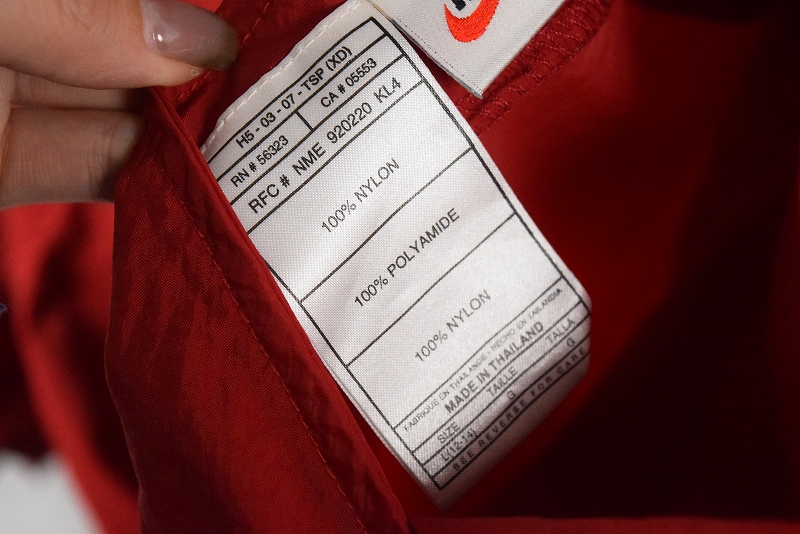 H5 - 03 - 07 - TSP (XD)
RN # 56323 CA # 05553
RFC # NME 920220 KL4
100% NYLON
100% POLYAMIDE
100% NYLON
FABRIQUE EN THAILANDE - HECHO EN TAILANDIA
MADE IN THAILAND
SIZE TAILLE TALLA
L(12-14) G G
SEE REVERSE FOR CARE